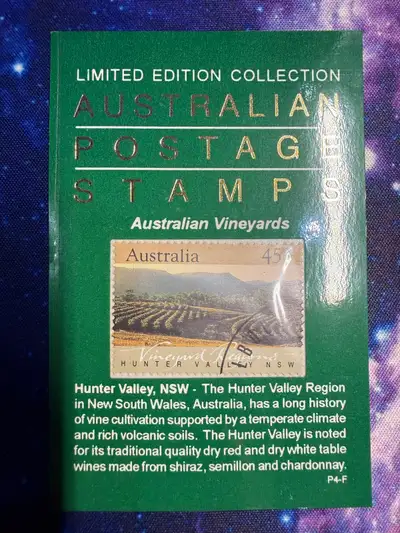 LIMITED EDITION COLLECTION
AUSTRALIAN
POSTAGE
STAMPS
Australian Vineyards
Australia 45c
Vineyard Regions
HUNTER VALLEY NSW
Hunter Valley, NSW - The Hunter Valley Region
in New South Wales, Australia, has a long history
of vine cultivation supported by a temperate climate
and rich volcanic soils. The Hunter Valley is noted
for its traditional quality dry red and dry white table
wines made from shiraz, semillon and chardonnay.
P4-F